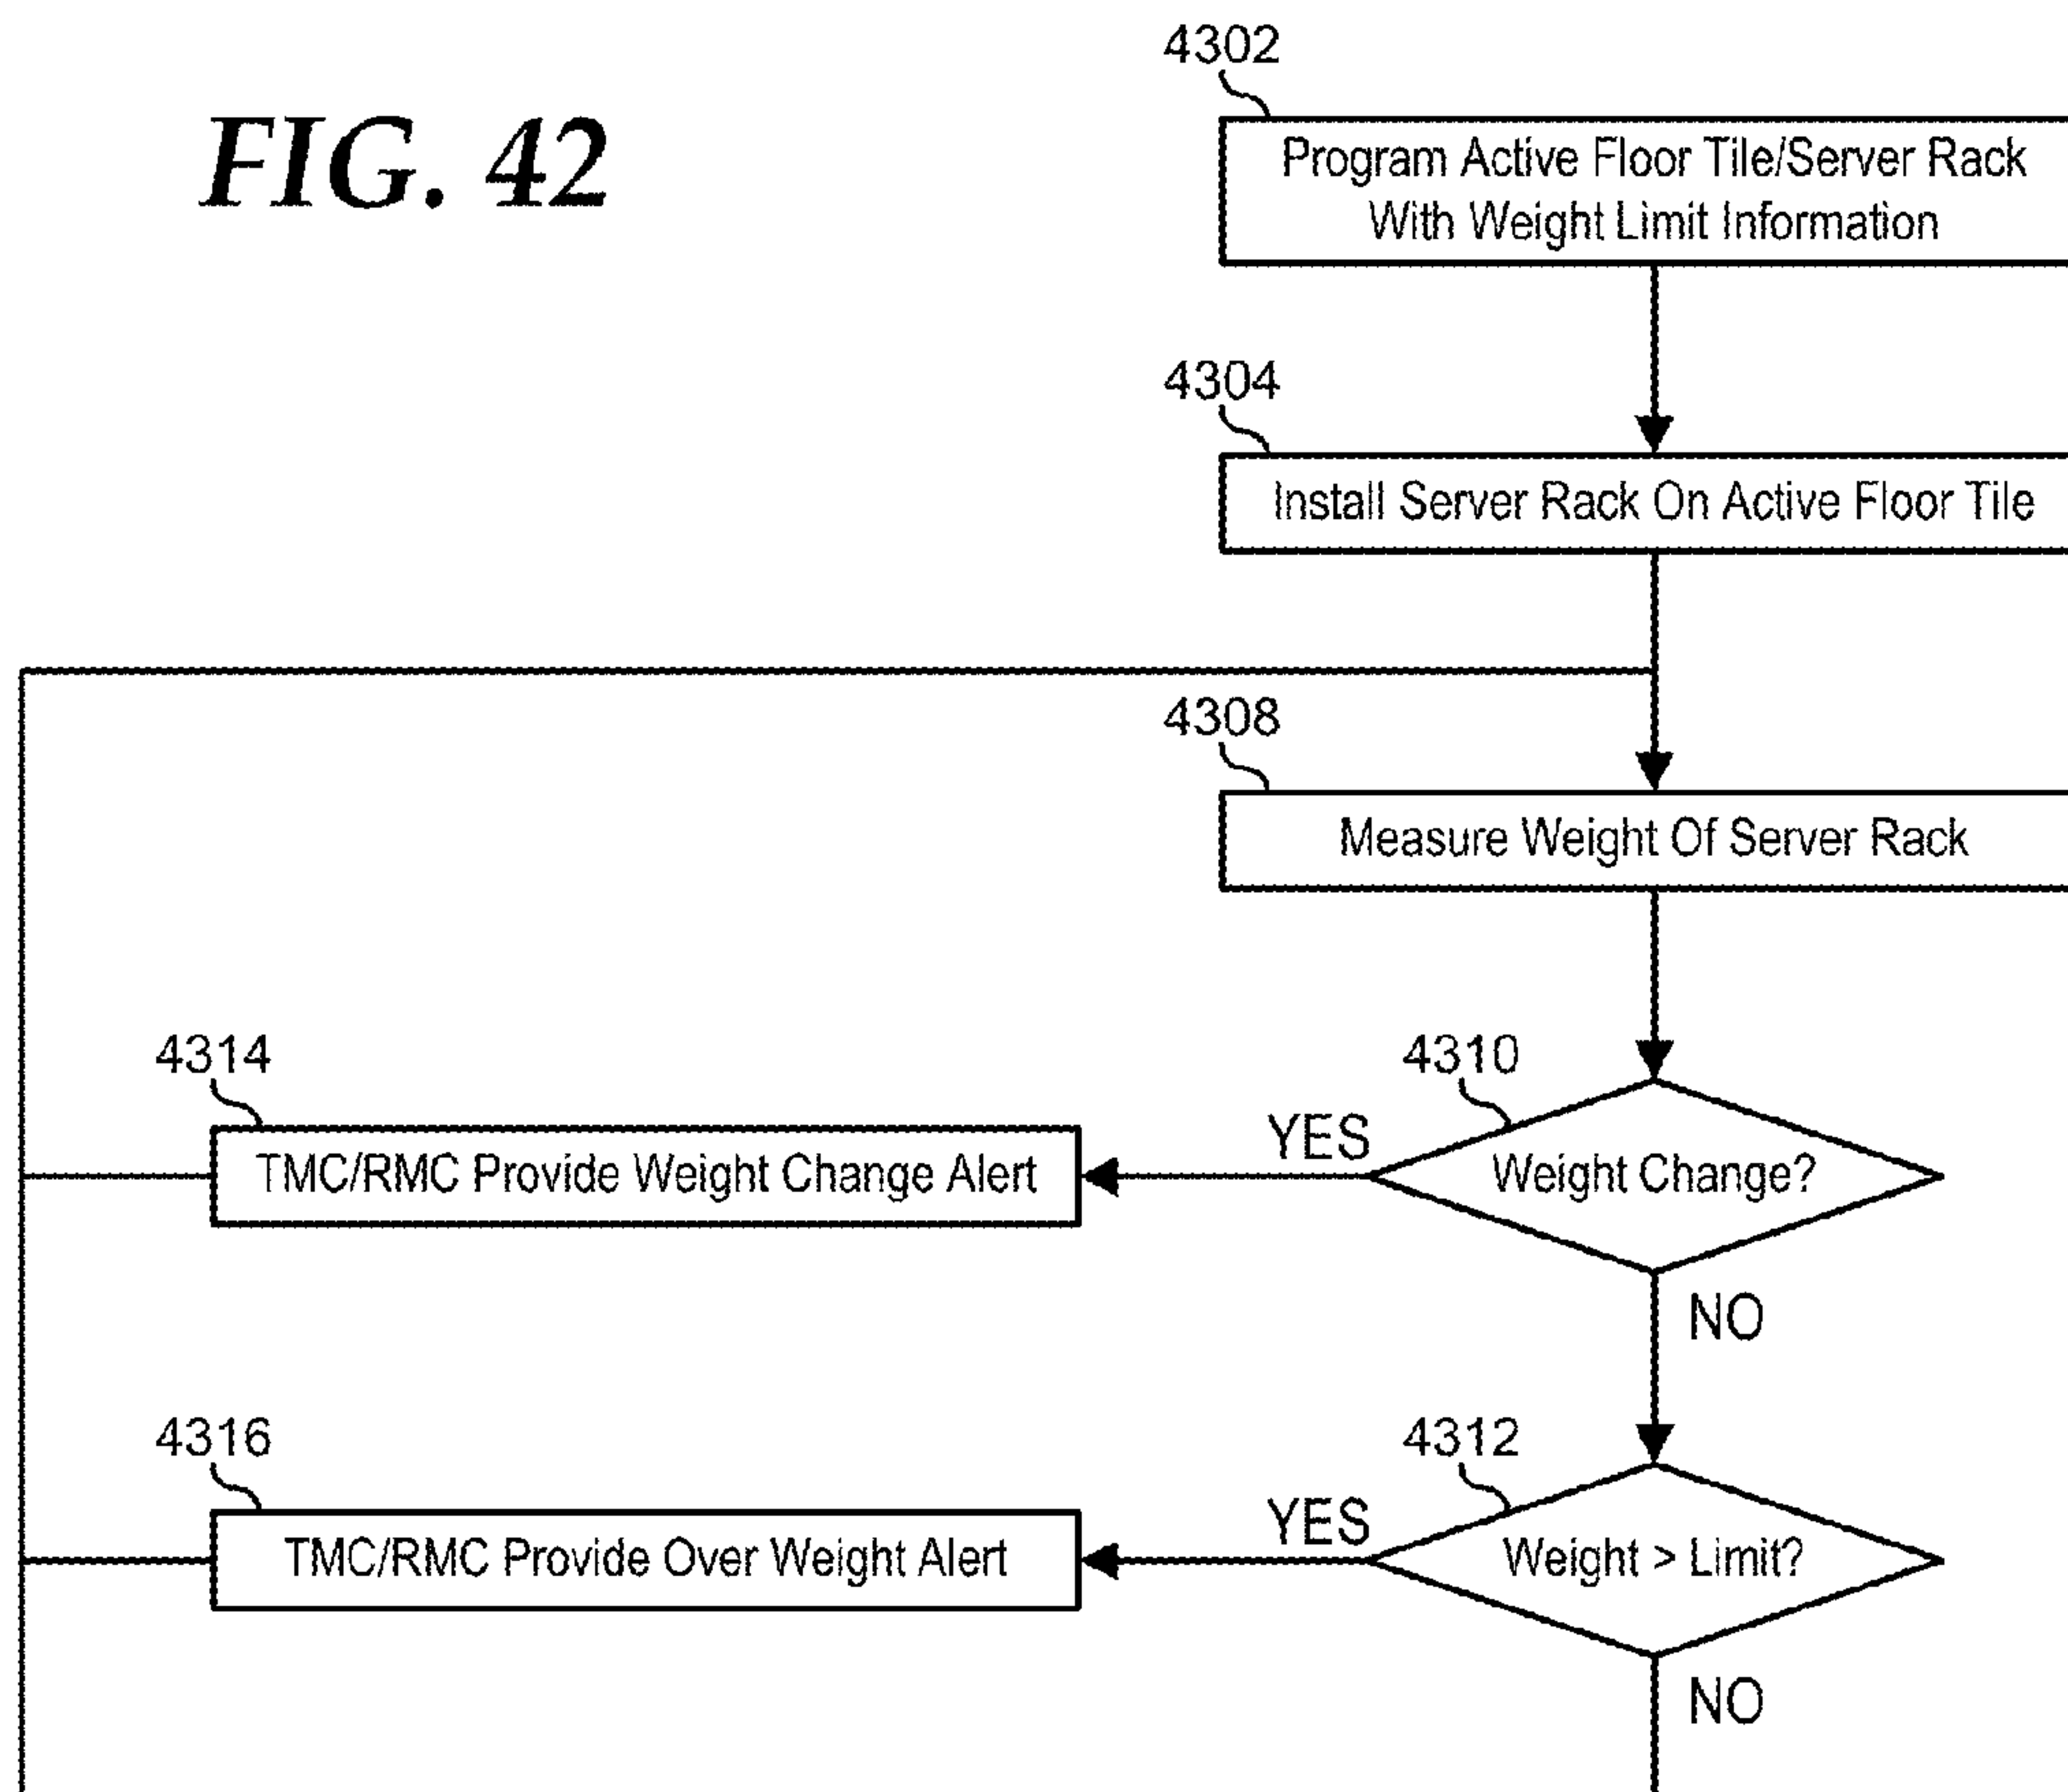 FIG. 42
4302
Program Active Floor Tile/Server Rack
With Weight Limit Information
4304
Install Server Rack On Active Floor Tile
4308
Measure Weight Of Server Rack
4314
4310
TMC/RMC Provide Weight Change Alert
YES
Weight Change?
NO
4316
4312
TMC/RMC Provide Over Weight Alert
YES
Weight > Limit?
NO